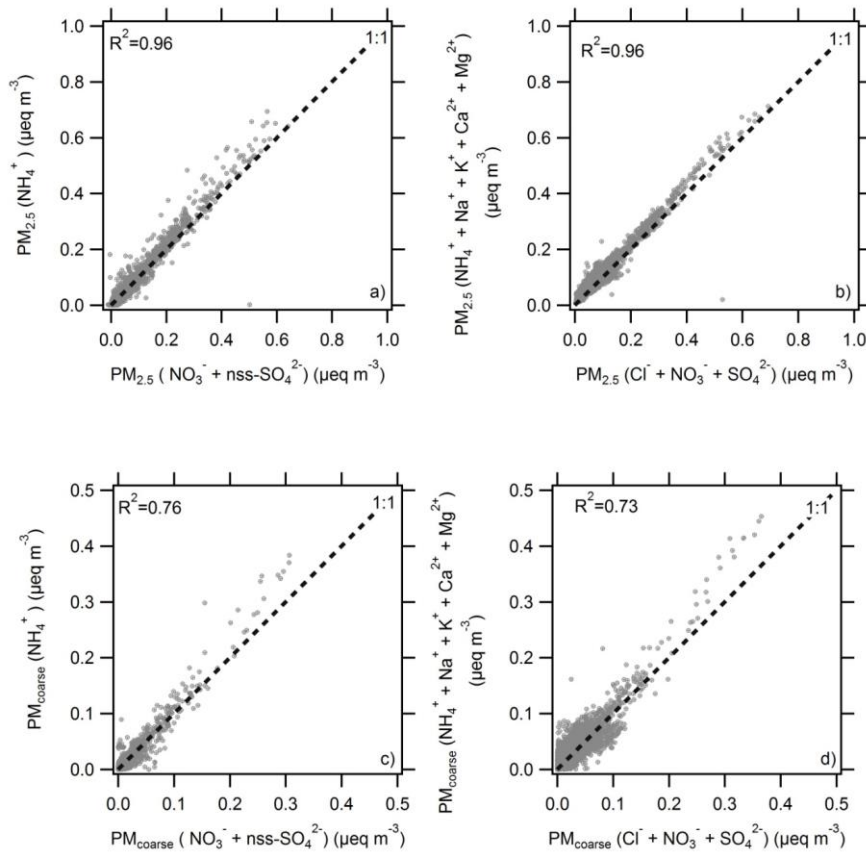 R²=0.96
1:1
1.0
0.8
0.6
0.4
0.2
0.0
PM₂.₅ (NH₄⁺) (µeq m⁻³)
a)
0.0 0.2 0.4 0.6 0.8 1.0
PM₂.₅ ( NO₃⁻ + nss-SO₄²⁻) (µeq m⁻³)
R²=0.96
1:1
1.0
0.8
0.6
0.4
0.2
0.0
PM₂.₅ (NH₄⁺ + Na⁺ + K⁺ + Ca²⁺ + Mg²⁺)
(µeq m⁻³)
b)
0.0 0.2 0.4 0.6 0.8 1.0
PM₂.₅ (Cl⁻ + NO₃⁻ + SO₄²⁻) (µeq m⁻³)
R²=0.76
1:1
0.5
0.4
0.3
0.2
0.1
0.0
PM_coarse (NH₄⁺) (µeq m⁻³)
c)
0.0 0.1 0.2 0.3 0.4 0.5
PM_coarse ( NO₃⁻ + nss-SO₄²⁻) (µeq m⁻³)
R²=0.73
1:1
0.5
0.4
0.3
0.2
0.1
0.0
PM_coarse (NH₄⁺ + Na⁺ + K⁺ + Ca²⁺ + Mg²⁺)
(µeq m⁻³)
d)
0.0 0.1 0.2 0.3 0.4 0.5
PM_coarse (Cl⁻ + NO₃⁻ + SO₄²⁻) (µeq m⁻³)